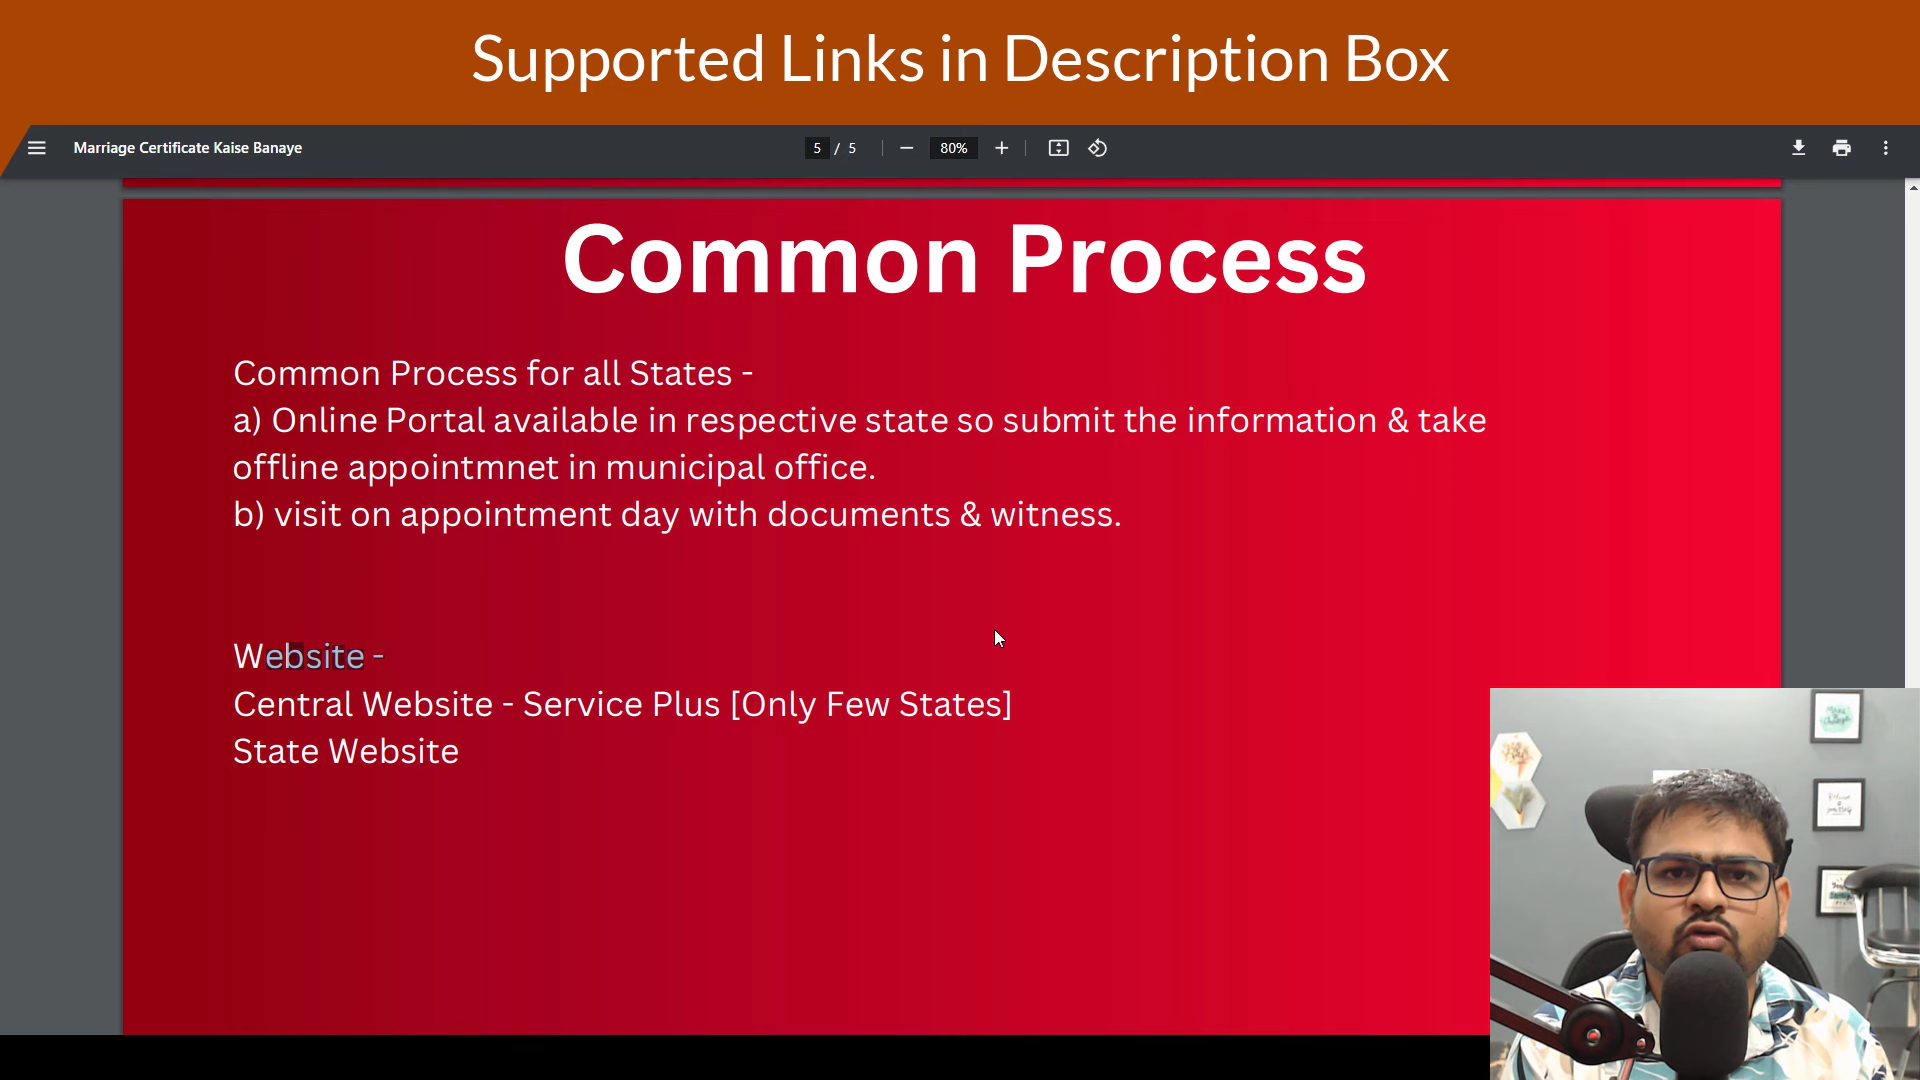 Supported Links in Description Box
Marriage Certificate Kaise Banaye
5 / 5
80%
Common Process
Common Process for all States -
a) Online Portal available in respective state so submit the information & take
offline appointmnet in municipal office.
b) visit on appointment day with documents & witness.
Website -
Central Website - Service Plus [Only Few States]
State Website